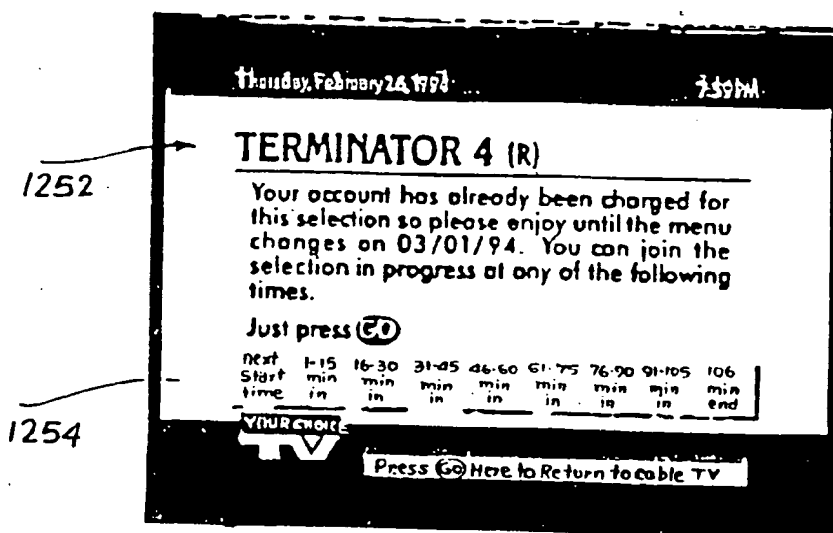 Thursday, February 26, 1994 7:59PM
TERMINATOR 4 (R)
1252
Your account has already been charged for
this selection so please enjoy until the menu
changes on 03/01/94. You can join the
selection in progress at any of the following
times.
Just press GO
next 1-15 16-30 31-45 46-60 61-75 76-90 91-105 106
start min min min min min min min min
time in in in in in in in end
1254
YOUR CHOICE
TV
Press GO Here to Return to cable TV